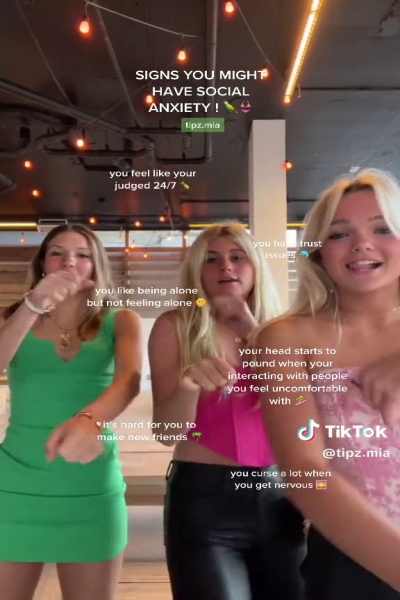 SIGNS YOU MIGHT
HAVE SOCIAL
ANXIETY ! 🦜👙
tipz.mia
you feel like your
judged 24/7 🍍
you have trust
issues 🐬
you like being alone
but not feeling alone 🌞
your head starts to
pound when your
interacting with people
you feel uncomfortable
with 🏄
it's hard for you to
make new friends 🌴
TikTok
@tipz.mia
you curse a lot when
you get nervous 🌅